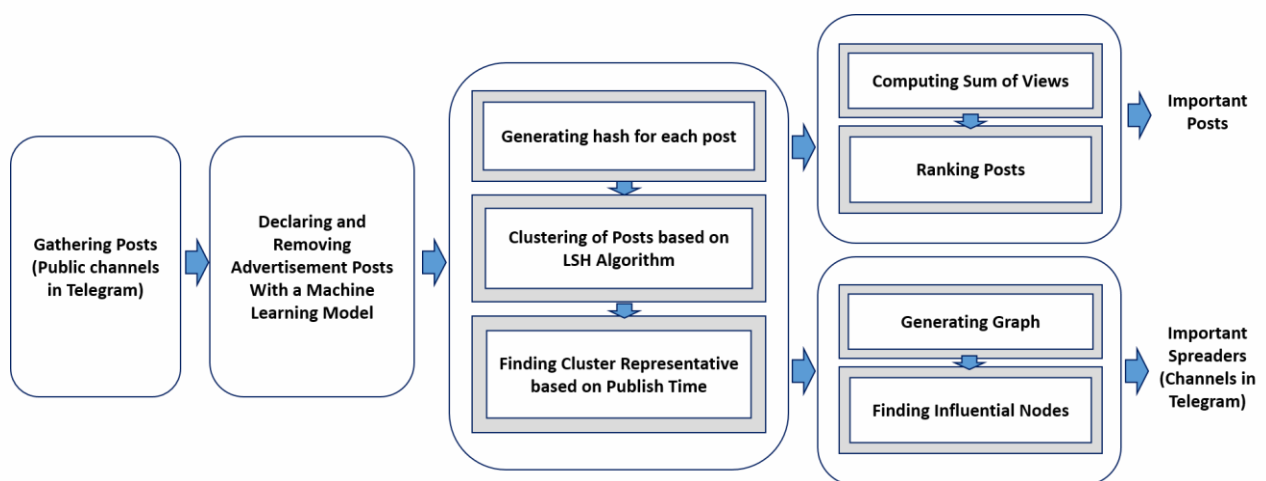 Gathering Posts
(Public channels
in Telegram)
Declaring and
Removing
Advertisement Posts
With a Machine
Learning Model
Generating hash for each post
Clustering of Posts based on
LSH Algorithm
Finding Cluster Representative
based on Publish Time
Computing Sum of Views
Ranking Posts
Important
Posts
Generating Graph
Finding Influential Nodes
Important
Spreaders
(Channels in
Telegram)